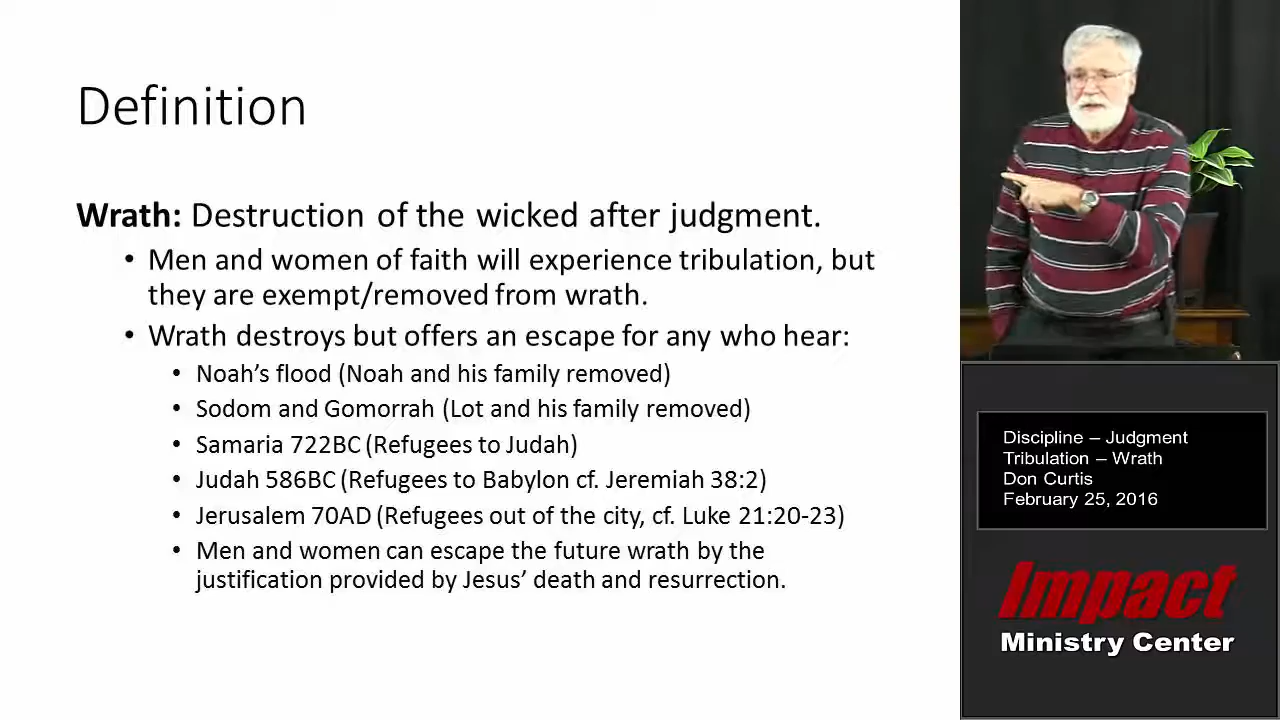 Definition
Wrath: Destruction of the wicked after judgment.
• Men and women of faith will experience tribulation, but
they are exempt/removed from wrath.
• Wrath destroys but offers an escape for any who hear:
• Noah’s flood (Noah and his family removed)
• Sodom and Gomorrah (Lot and his family removed)
• Samaria 722BC (Refugees to Judah)
• Judah 586BC (Refugees to Babylon cf. Jeremiah 38:2)
• Jerusalem 70AD (Refugees out of the city, cf. Luke 21:20-23)
• Men and women can escape the future wrath by the
justification provided by Jesus’ death and resurrection.
Discipline – Judgment
Tribulation – Wrath
Don Curtis
February 25, 2016
Impact
Ministry Center